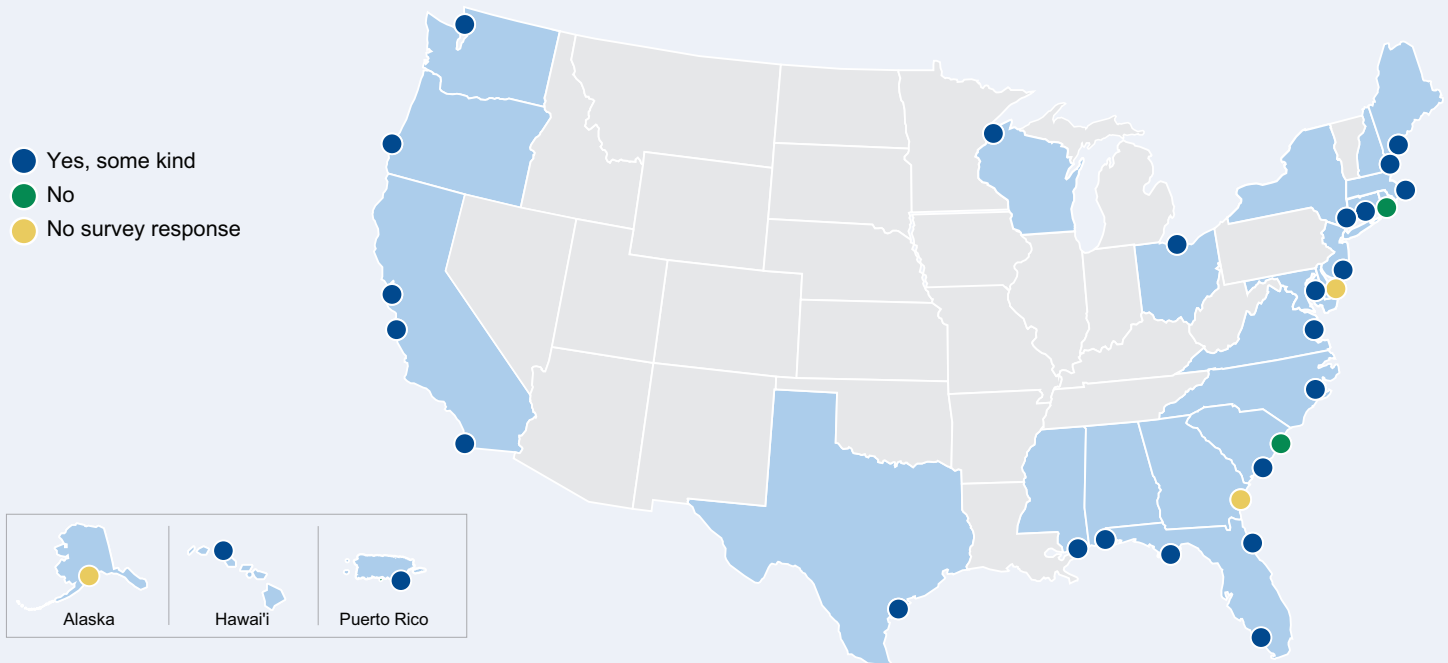 Yes, some kind
No
No survey response
Alaska
Hawai'i
Puerto Rico